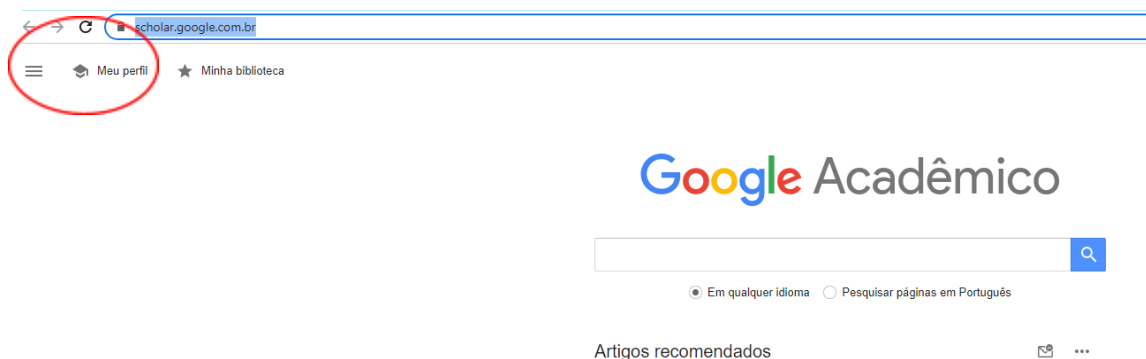 scholar.google.com.br
Meu perfil Minha biblioteca
Google Acadêmico
Em qualquer idioma Pesquisar páginas em Português
Artigos recomendados